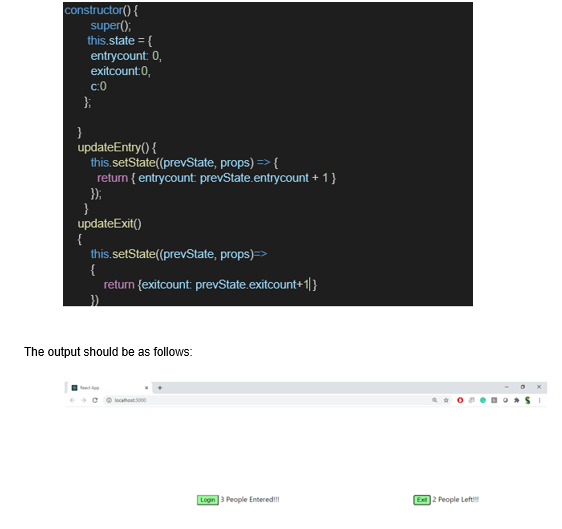 constructor() {
super();
this.state = {
entrycount: 0,
exitcount:0,
c:0
};
}
updateEntry() {
this.setState((prevState, props) => {
return { entrycount: prevState.entrycount + 1 }
});
}
updateExit()
{
this.setState((prevState, props)=>
{
return {exitcount: prevState.exitcount+1}
})
The output should be as follows:
React App
localhost:3000
Login 3 People Entered!!!
Exit 2 People Left!!!